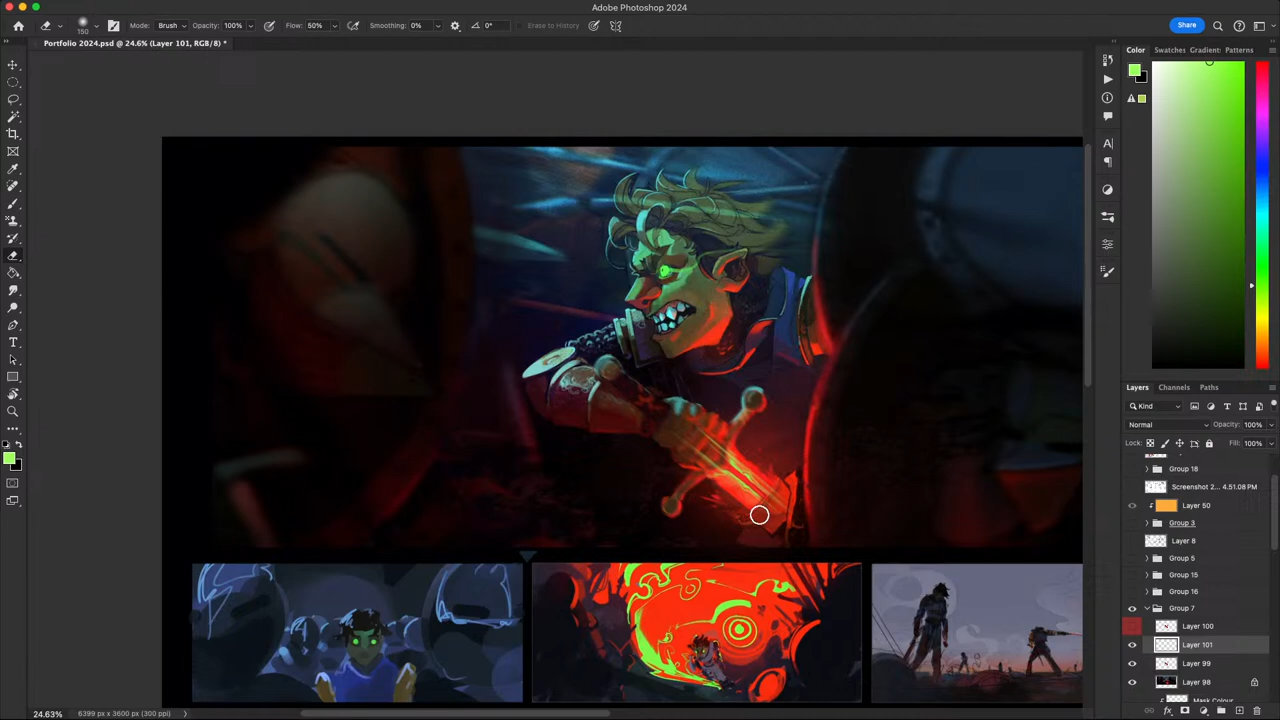 Adobe Photoshop 2024
150
Mode: Brush
Opacity: 100%
Flow: 50%
Smoothing: 0%
0°
Erase to History
Share
Portfolio 2024.psd @ 24.6% (Layer 101, RGB/8) *
Color
Swatches
Gradient:
Patterns
Layers
Channels
Paths
Kind
Normal
Opacity: 100%
Lock:
Fill: 100%
Group 18
Screenshot 2... 4.51.08 PM
Layer 50
Group 3
Layer 8
Group 5
Group 15
Group 16
Group 7
Layer 100
Layer 101
Layer 99
Layer 98
Mask Colour
24.63%
6399 px x 3600 px (300 ppi)